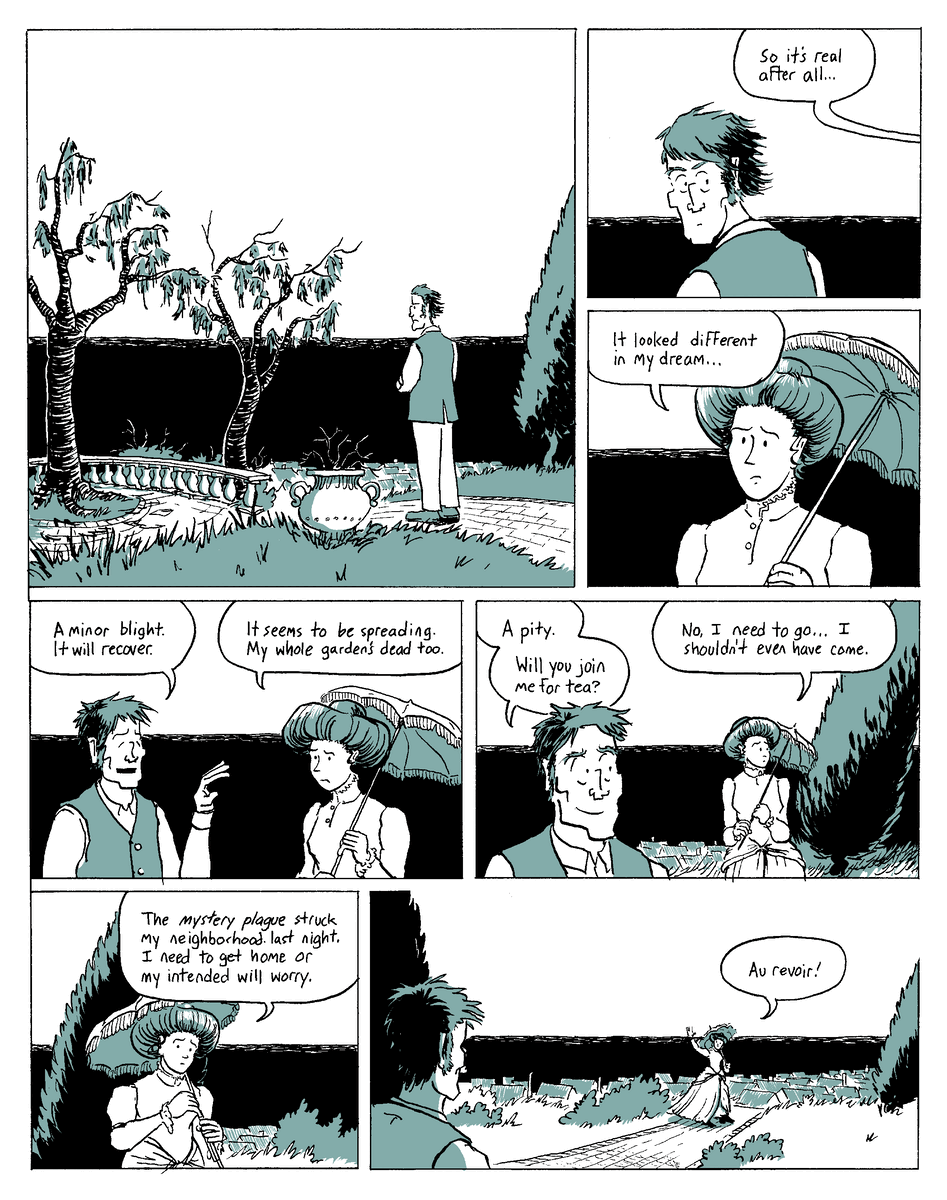 So it's real
after all...
It looked different
in my dream...
A minor blight.
It will recover.
It seems to be spreading.
My whole garden's dead too.
A pity.
Will you join
me for tea?
No, I need to go... I
shouldn't even have come.
The mystery plague struck
my neighborhood last night.
I need to get home or
my intended will worry.
Au revoir!